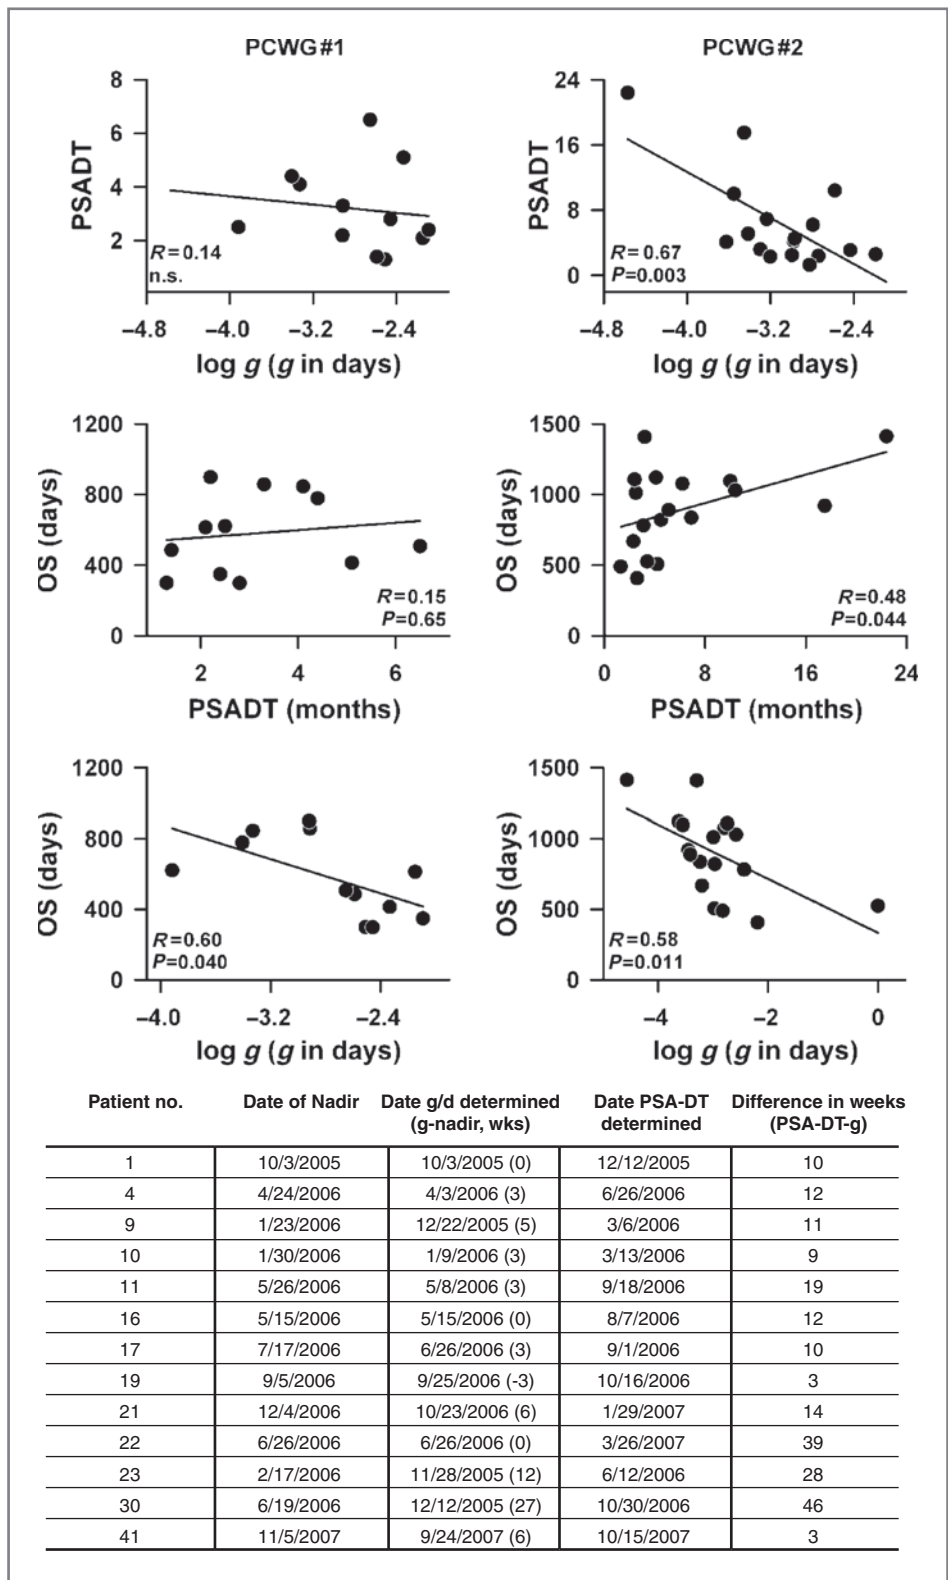 PCWG#1
PCWG#2
8
6
4
2
PSADT
R=0.14
n.s.
−4.8 −4.0 −3.2 −2.4
log g (g in days)
24
16
8
0
PSADT
R=0.67
P=0.003
−4.8 −4.0 −3.2 −2.4
log g (g in days)
1200
800
400
0
OS (days)
R=0.15
P=0.65
2 4 6
PSADT (months)
1500
1000
500
0
OS (days)
R=0.48
P=0.044
0 8 16 24
PSADT (months)
1200
800
400
0
OS (days)
R=0.60
P=0.040
−4.0 −3.2 −2.4
log g (g in days)
1500
1000
500
0
OS (days)
R=0.58
P=0.011
−4 −2 0
log g (g in days)
Patient no. Date of Nadir Date g/d determined Date PSA-DT Difference in weeks
(g-nadir, wks) determined (PSA-DT-g)
1 10/3/2005 10/3/2005 (0) 12/12/2005 10
4 4/24/2006 4/3/2006 (3) 6/26/2006 12
9 1/23/2006 12/22/2005 (5) 3/6/2006 11
10 1/30/2006 1/9/2006 (3) 3/13/2006 9
11 5/26/2006 5/8/2006 (3) 9/18/2006 19
16 5/15/2006 5/15/2006 (0) 8/7/2006 12
17 7/17/2006 6/26/2006 (3) 9/1/2006 10
19 9/5/2006 9/25/2006 (-3) 10/16/2006 3
21 12/4/2006 10/23/2006 (6) 1/29/2007 14
22 6/26/2006 6/26/2006 (0) 3/26/2007 39
23 2/17/2006 11/28/2005 (12) 6/12/2006 28
30 6/19/2006 12/12/2005 (27) 10/30/2006 46
41 11/5/2007 9/24/2007 (6) 10/15/2007 3